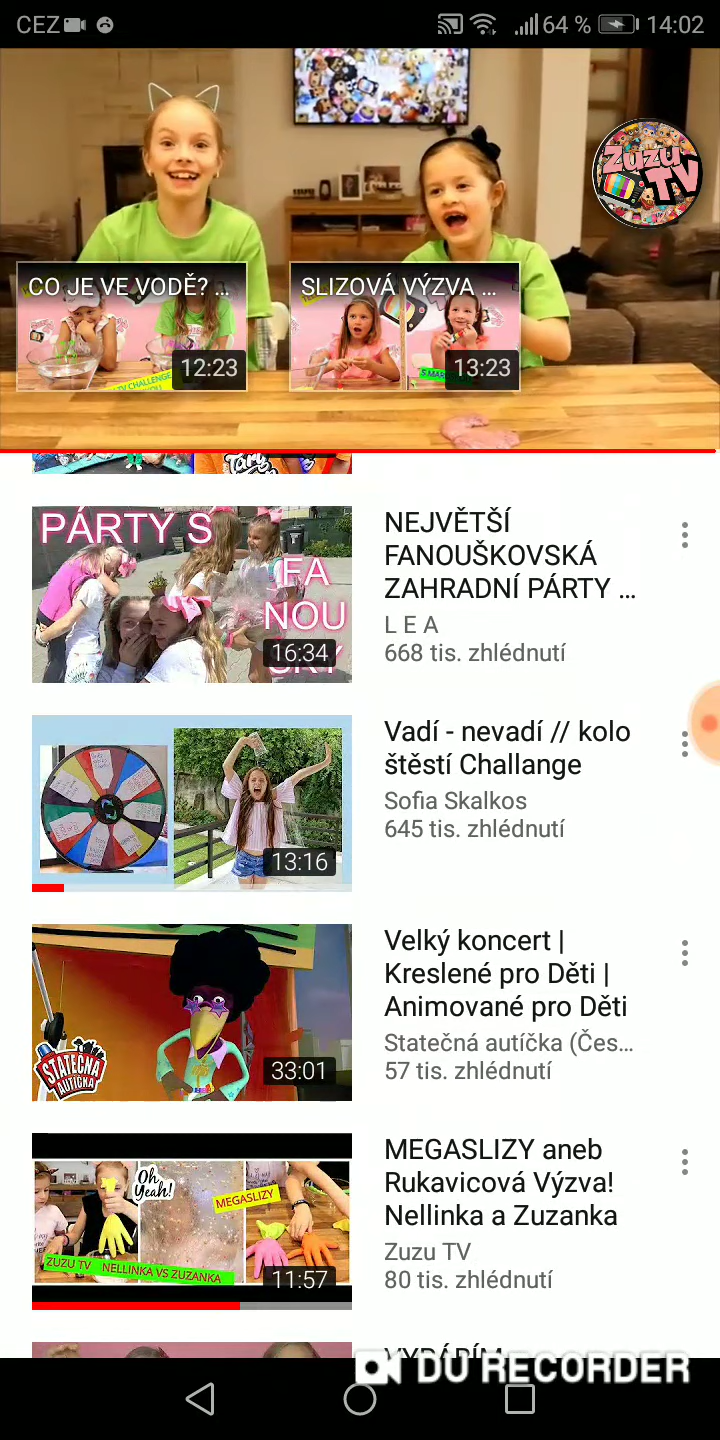 CEZ 64 % 14:02
Zuzu
TV
CO JE VE VODĚ? ...
12:23
SLIZOVÁ VÝZVA ...
13:23
PÁRTY S
FA
NOU
16:34
NEJVĚTŠÍ
FANOUŠKOVSKÁ
ZAHRADNÍ PÁRTY ...
L E A
668 tis. zhlédnutí
13:16
Vadí - nevadí // kolo
štěstí Challange
Sofia Skalkos
645 tis. zhlédnutí
STATEČNÁ
AUTÍČKA
33:01
Velký koncert |
Kreslené pro Děti |
Animované pro Děti
Statečná autíčka (Čes...
57 tis. zhlédnutí
Oh
Yeah!
MEGASLIZY
ZUZU TV NELLINKA VS ZUZANKA
11:57
MEGASLIZY aneb
Rukavicová Výzva!
Nellinka a Zuzanka
Zuzu TV
80 tis. zhlédnutí
DU RECORDER